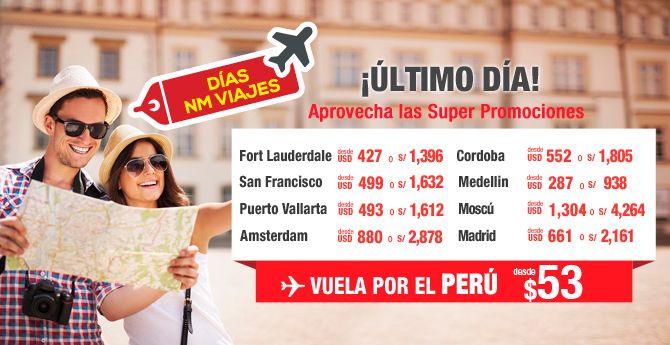 DÍAS
NM VIAJES
¡ÚLTIMO DÍA!
Aprovecha las Super Promociones
Fort Lauderdale desde USD 427 o S/ 1,396 Cordoba desde USD 552 o S/ 1,805
San Francisco desde USD 499 o S/ 1,632 Medellin desde USD 287 o S/ 938
Puerto Vallarta desde USD 493 o S/ 1,612 Moscú desde USD 1,304 o S/ 4,264
Amsterdam desde USD 880 o S/ 2,878 Madrid desde USD 661 o S/ 2,161
VUELA POR EL PERÚ desde $53